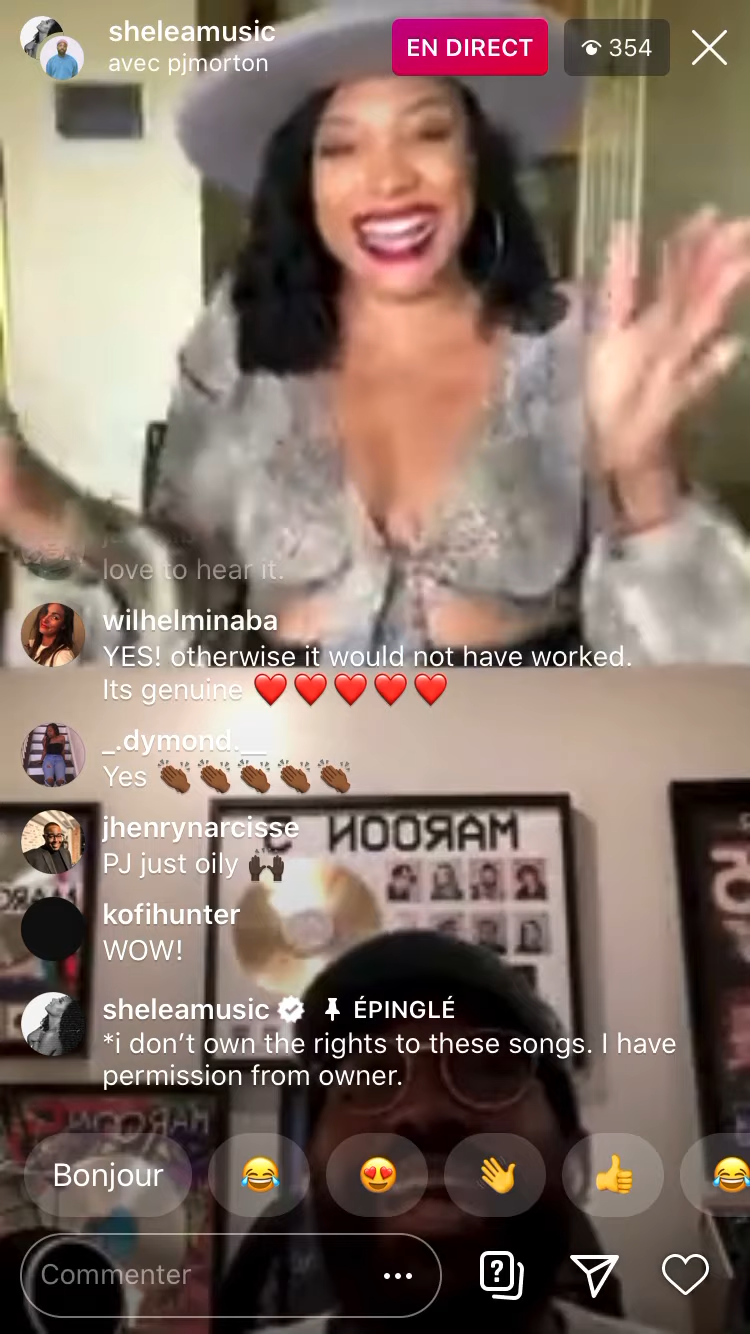 sheleamusic
avec pjmorton
EN DIRECT
354
love to hear it.
wilhelminaba
YES! otherwise it would not have worked.
Its genuine ❤️❤️❤️❤️❤️
_.dymond.__
Yes 👏🏾👏🏾👏🏾👏🏾👏🏾
MAROON 5
jhenrynarcisse
PJ just oily 🙌🏿
kofihunter
WOW!
sheleamusic ÉPINGLÉ
*i don’t own the rights to these songs. I have
permission from owner.
MAROON
Bonjour 😂 😍 👋 👍 😂
Commenter